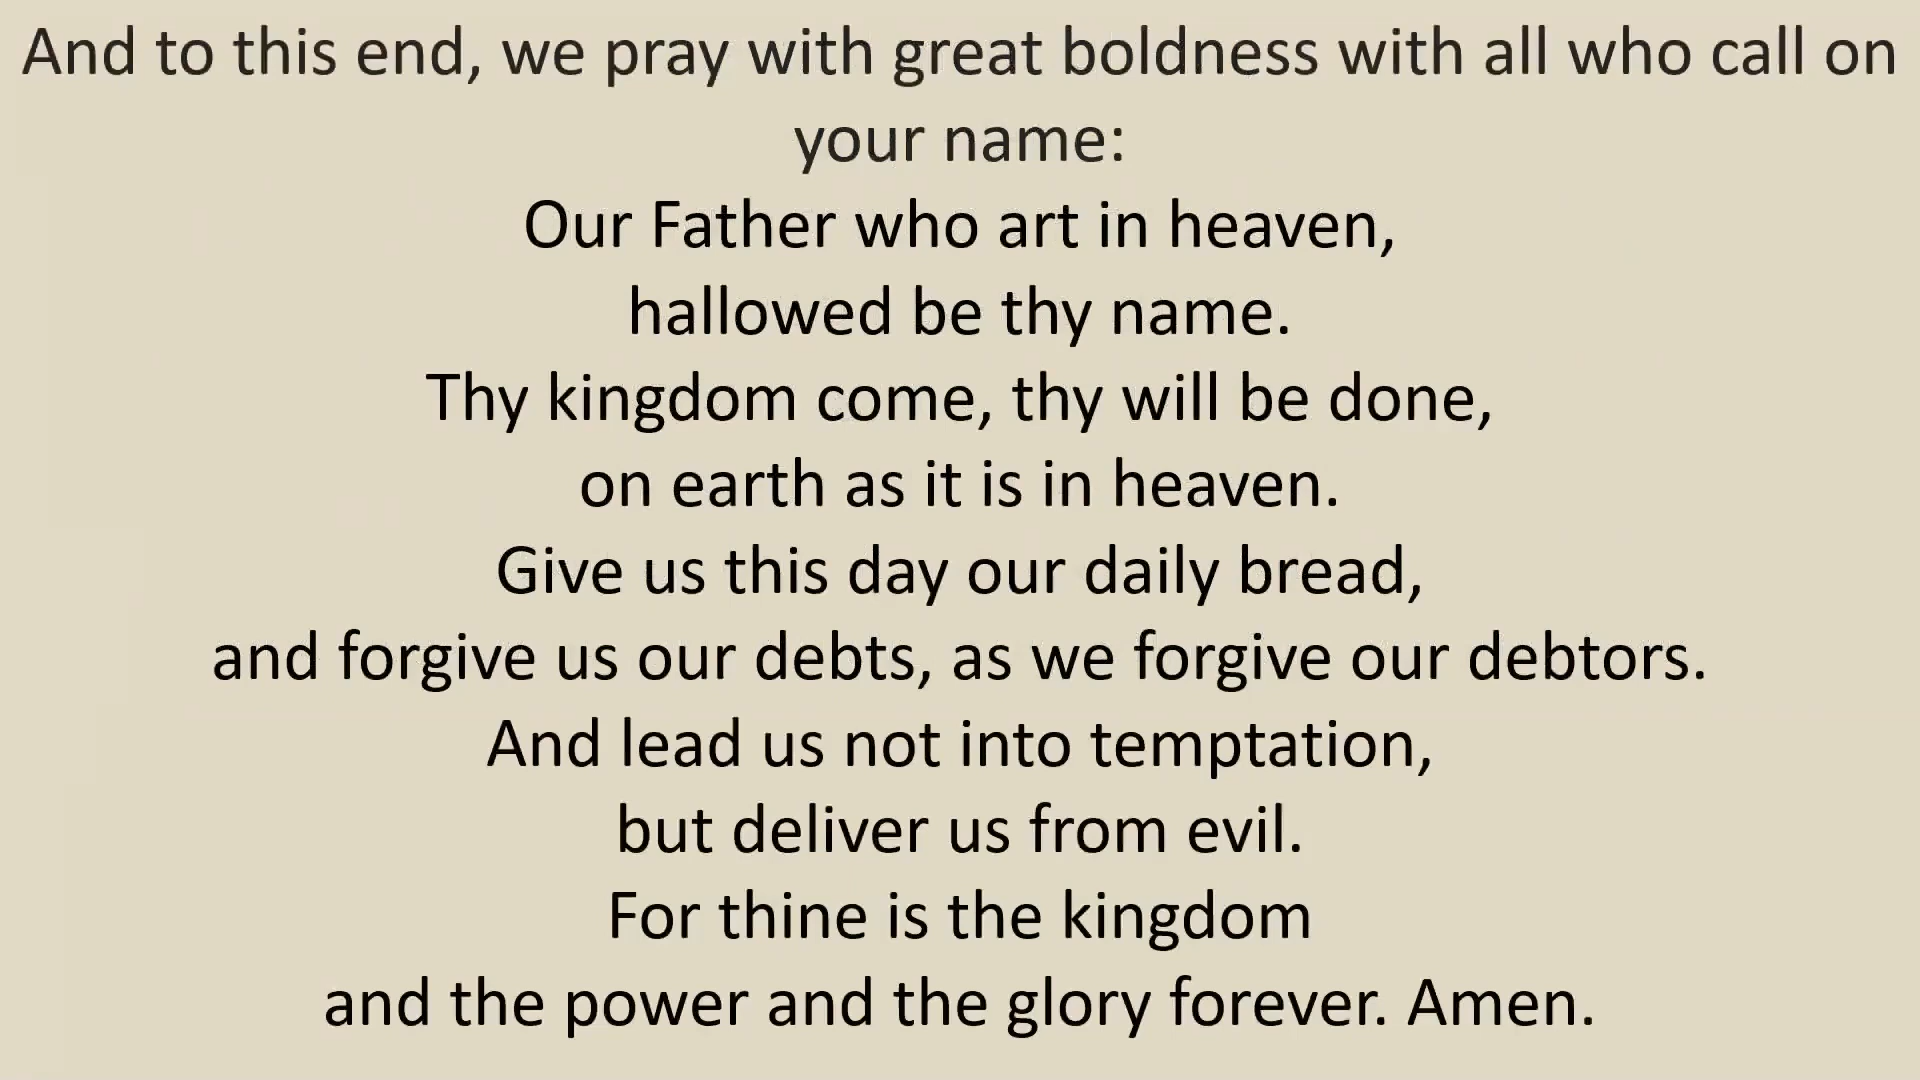 And to this end, we pray with great boldness with all who call on
your name:
Our Father who art in heaven,
hallowed be thy name.
Thy kingdom come, thy will be done,
on earth as it is in heaven.
Give us this day our daily bread,
and forgive us our debts, as we forgive our debtors.
And lead us not into temptation,
but deliver us from evil.
For thine is the kingdom
and the power and the glory forever. Amen.